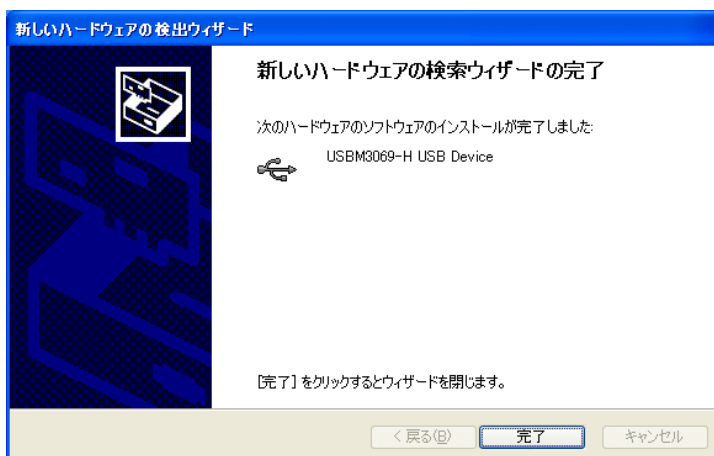 新しいハードウェアの検出ウィザード
新しいハードウェアの検索ウィザードの完了
次のハードウェアのソフトウェアのインストールが完了しました:
USBM3069-H USB Device
[完了] をクリックするとウィザードを閉じます。
< 戻る(B)
完了
キャンセル